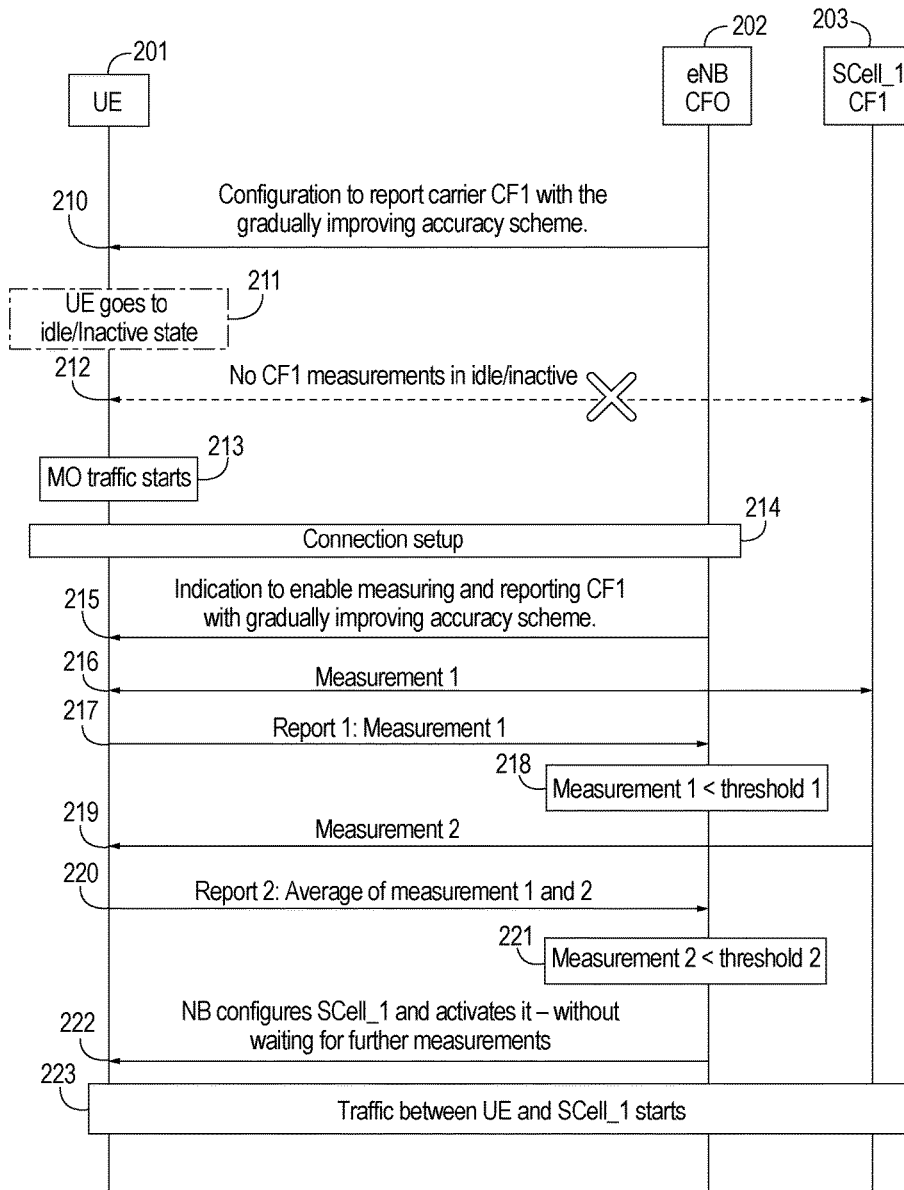 201
202
203
UE
eNB
CFO
SCell_1
CF1
210
Configuration to report carrier CF1 with the
gradually improving accuracy scheme.
211
UE goes to
idle/Inactive state
212
No CF1 measurements in idle/inactive
213
MO traffic starts
214
Connection setup
215
Indication to enable measuring and reporting CF1
with gradually improving accuracy scheme.
216
Measurement 1
217
Report 1: Measurement 1
218
Measurement 1 < threshold 1
219
Measurement 2
220
Report 2: Average of measurement 1 and 2
221
Measurement 2 < threshold 2
222
NB configures SCell_1 and activates it – without
waiting for further measurements
223
Traffic between UE and SCell_1 starts